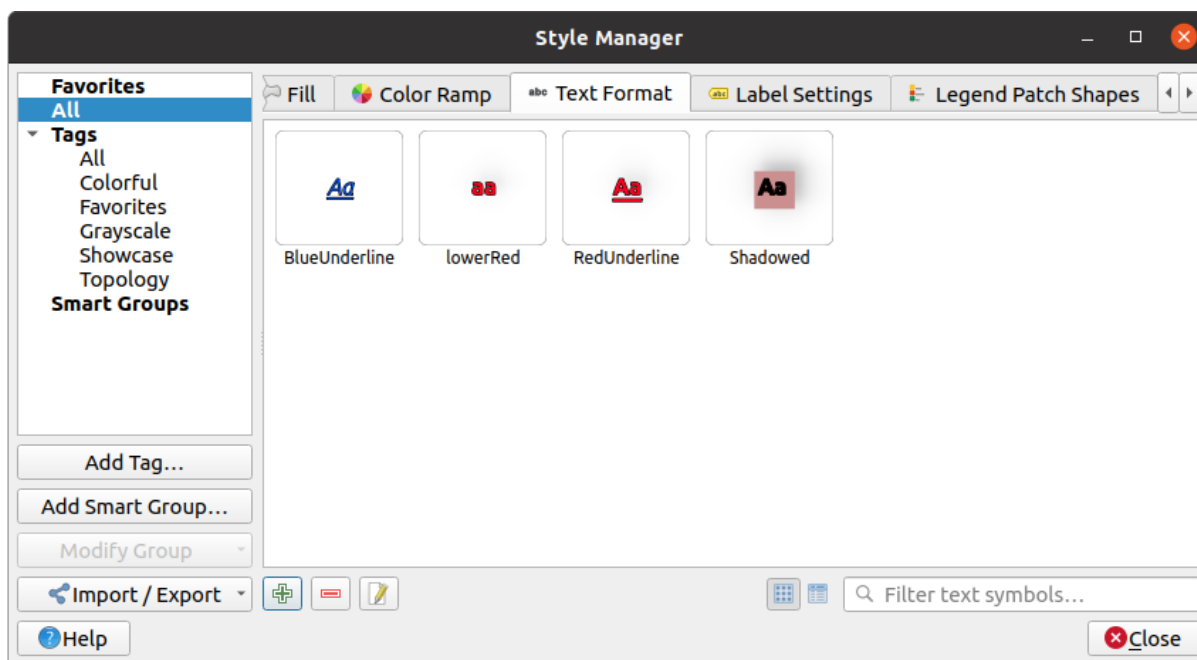 Style Manager
Favorites
All
Tags
All
Colorful
Favorites
Grayscale
Showcase
Topology
Smart Groups
Add Tag...
Add Smart Group...
Modify Group
Import / Export
Help
Fill
Color Ramp
abc Text Format
abc Label Settings
Legend Patch Shapes
Aa
BlueUnderline
aa
lowerRed
Aa
RedUnderline
Aa
Shadowed
Filter text symbols...
Close